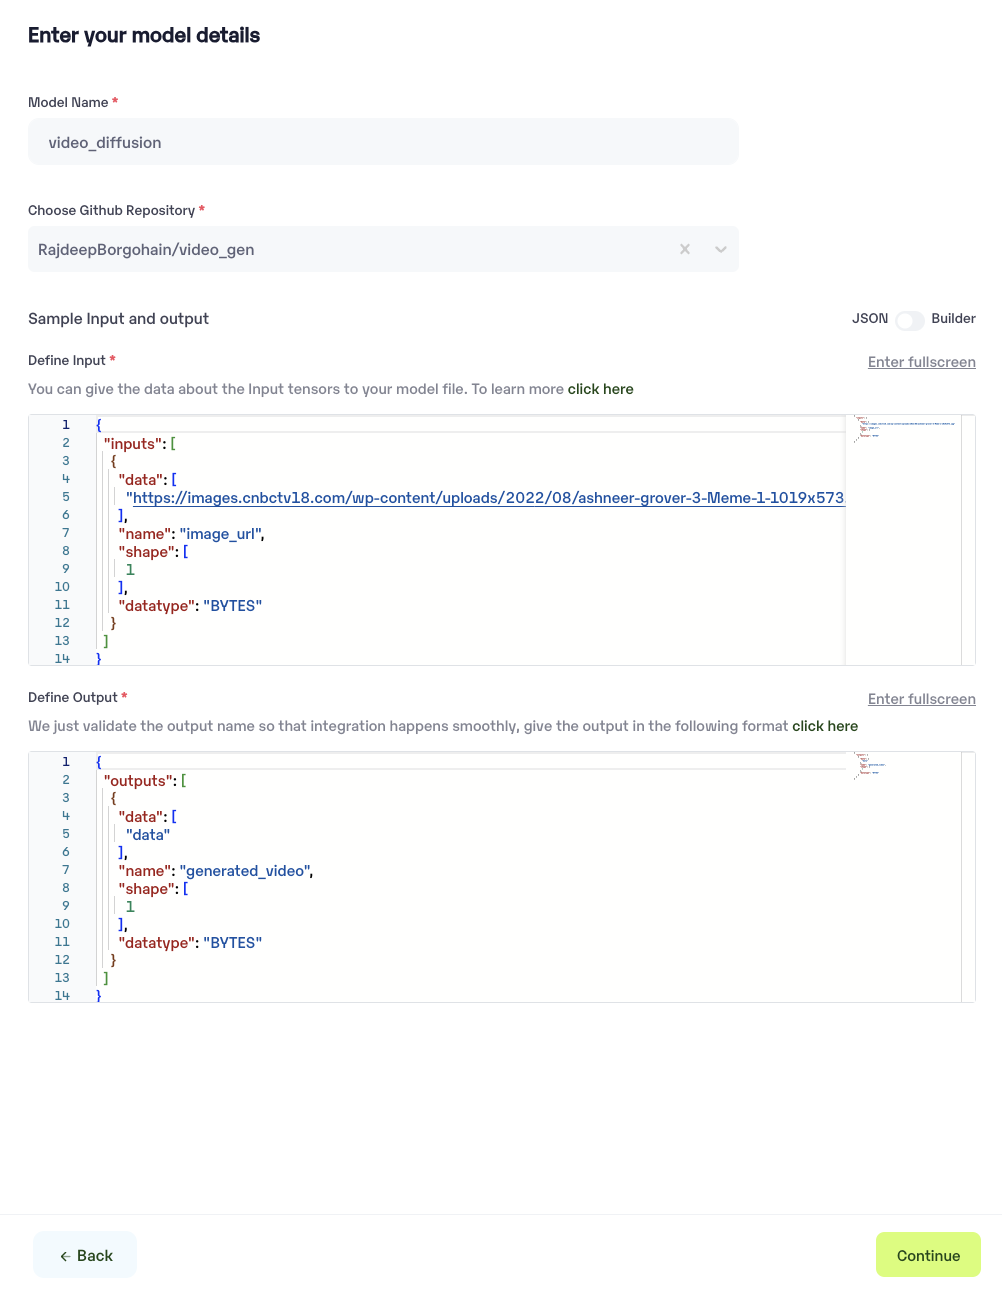 Enter your model details
Model Name *
video_diffusion
Choose Github Repository *
RajdeepBorgohain/video_gen
Sample Input and output
JSON Builder
Define Input *
Enter fullscreen
You can give the data about the Input tensors to your model file. To learn more click here
1 {
2 "inputs": [
3 {
4 "data": [
5 "https://images.cnbctv18.com/wp-content/uploads/2022/08/ashneer-grover-3-Meme-1-1019x573
6 ],
7 "name": "image_url",
8 "shape": [
9 1
10 ],
11 "datatype": "BYTES"
12 }
13 ]
14 }
Define Output *
Enter fullscreen
We just validate the output name so that integration happens smoothly, give the output in the following format click here
1 {
2 "outputs": [
3 {
4 "data": [
5 "data"
6 ],
7 "name": "generated_video",
8 "shape": [
9 1
10 ],
11 "datatype": "BYTES"
12 }
13 ]
14 }
← Back
Continue